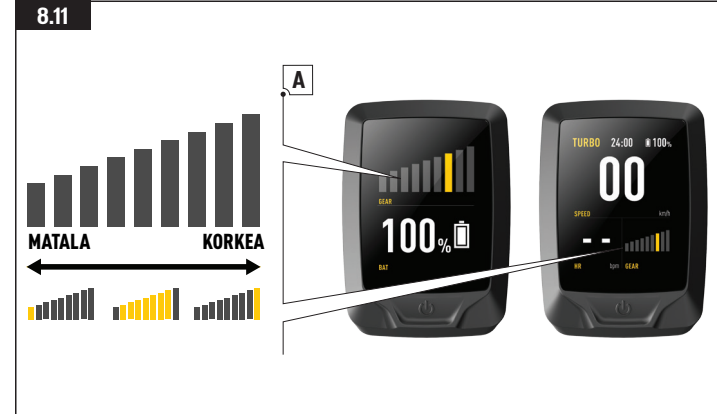 8.11
A
MATALA KORKEA
GEAR
100%
BAT
TURBO 24:00 100%
00
SPEED km/h
-- 
HR bpm GEAR